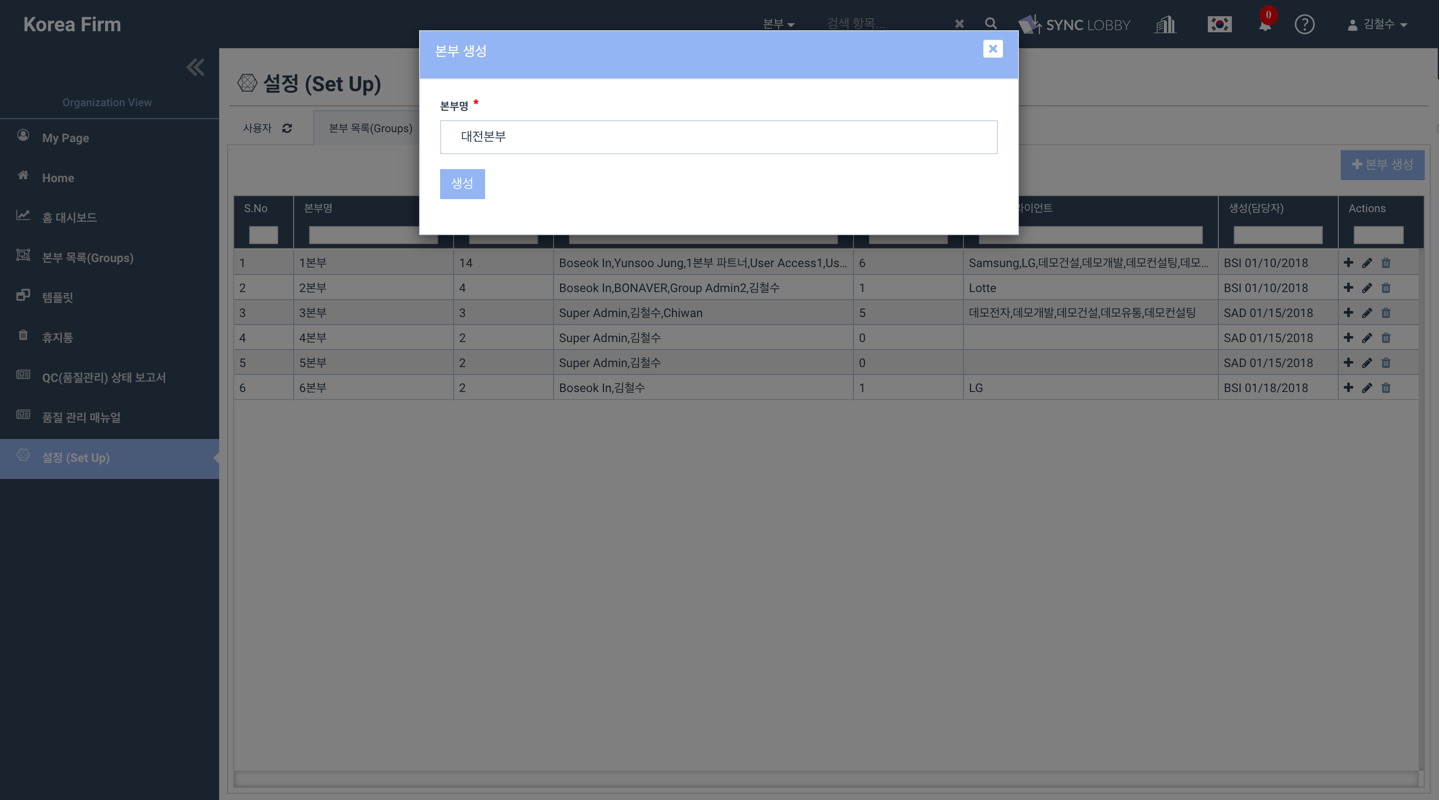 Korea Firm
본부
검색 항목...
SYNC LOBBY
0
김철수
Organization View
My Page
Home
홈 대시보드
본부 목록(Groups)
템플릿
휴지통
QC(품질관리) 상태 보고서
품질 관리 매뉴얼
설정 (Set Up)
설정 (Set Up)
사용자
본부 목록(Groups)
본부 생성
본부명 *
대전본부
생성
본부 생성
S.No 본부명 라이언트 생성(담당자) Actions
1 1본부 14 Boseok In,Yunsoo Jung,1본부 파트너,User Access1,Us... 6 Samsung,LG,데모건설,데모개발,데모컨설팅,데모... BSI 01/10/2018
2 2본부 4 Boseok In,BONAVER,Group Admin2,김철수 1 Lotte BSI 01/10/2018
3 3본부 3 Super Admin,김철수,Chiwan 5 데모전자,데모개발,데모건설,데모유통,데모컨설팅 SAD 01/15/2018
4 4본부 2 Super Admin,김철수 0 SAD 01/15/2018
5 5본부 2 Super Admin,김철수 0 SAD 01/15/2018
6 6본부 2 Boseok In,김철수 1 LG BSI 01/18/2018